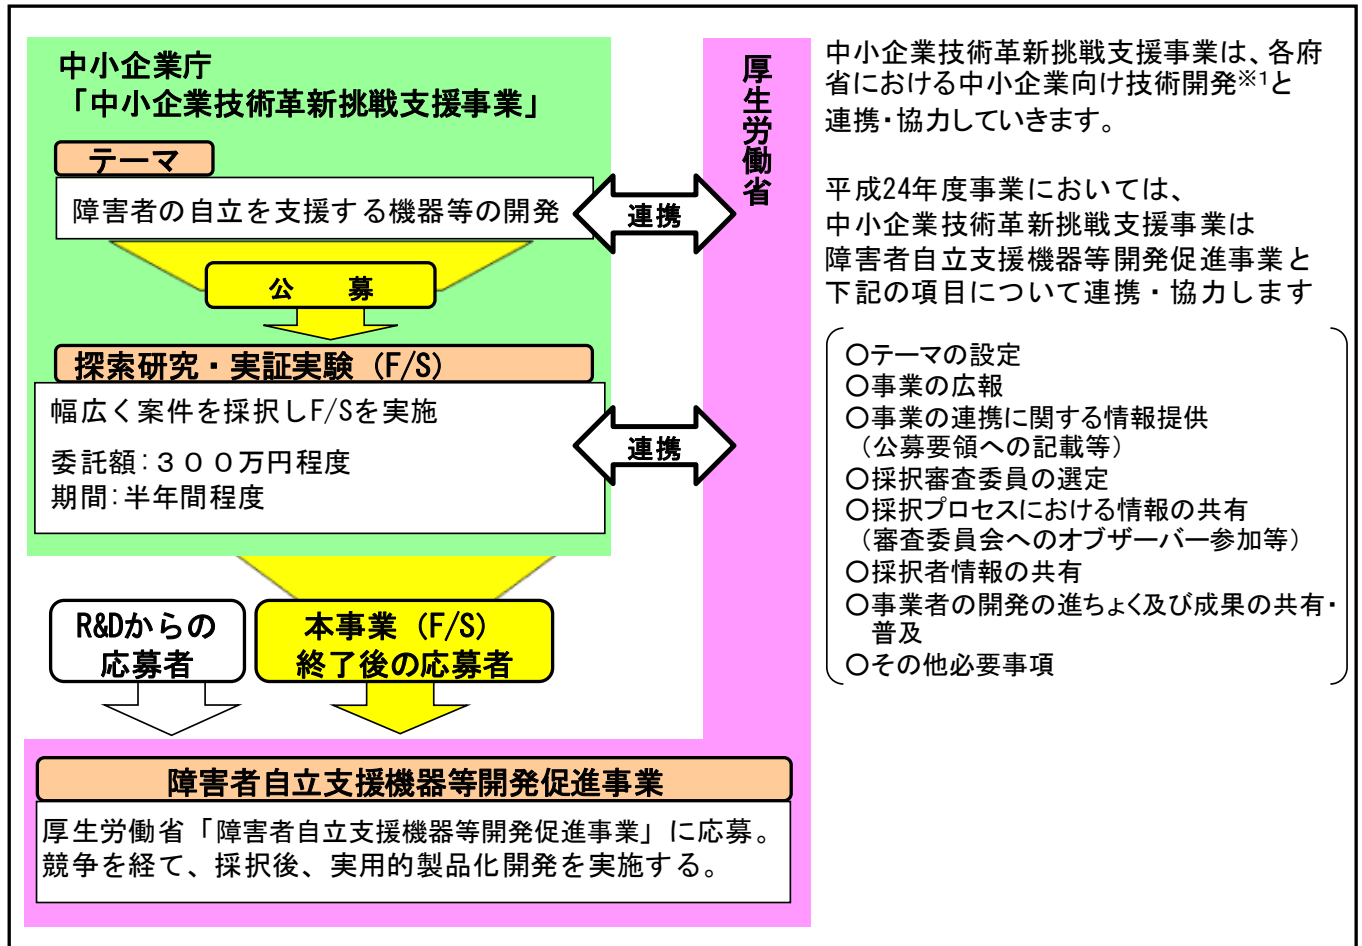 中小企業庁
「中小企業技術革新挑戦支援事業」
テーマ
障害者の自立を支援する機器等の開発
連携
公　募
探索研究・実証実験（F/S）
幅広く案件を採択しF/Sを実施
委託額：３００万円程度
期間：半年間程度
連携
厚生労働省
R&Dからの
応募者
本事業（F/S）
終了後の応募者
障害者自立支援機器等開発促進事業
厚生労働省「障害者自立支援機器等開発促進事業」に応募。
競争を経て、採択後、実用的製品化開発を実施する。
中小企業技術革新挑戦支援事業は、各府
省における中小企業向け技術開発※1と
連携・協力していきます。
平成24年度事業においては、
中小企業技術革新挑戦支援事業は
障害者自立支援機器等開発促進事業と
下記の項目について連携・協力します
○テーマの設定
○事業の広報
○事業の連携に関する情報提供
（公募要領への記載等）
○採択審査委員の選定
○採択プロセスにおける情報の共有
（審査委員会へのオブザーバー参加等）
○採択者情報の共有
○事業者の開発の進ちょく及び成果の共有・
普及
○その他必要事項